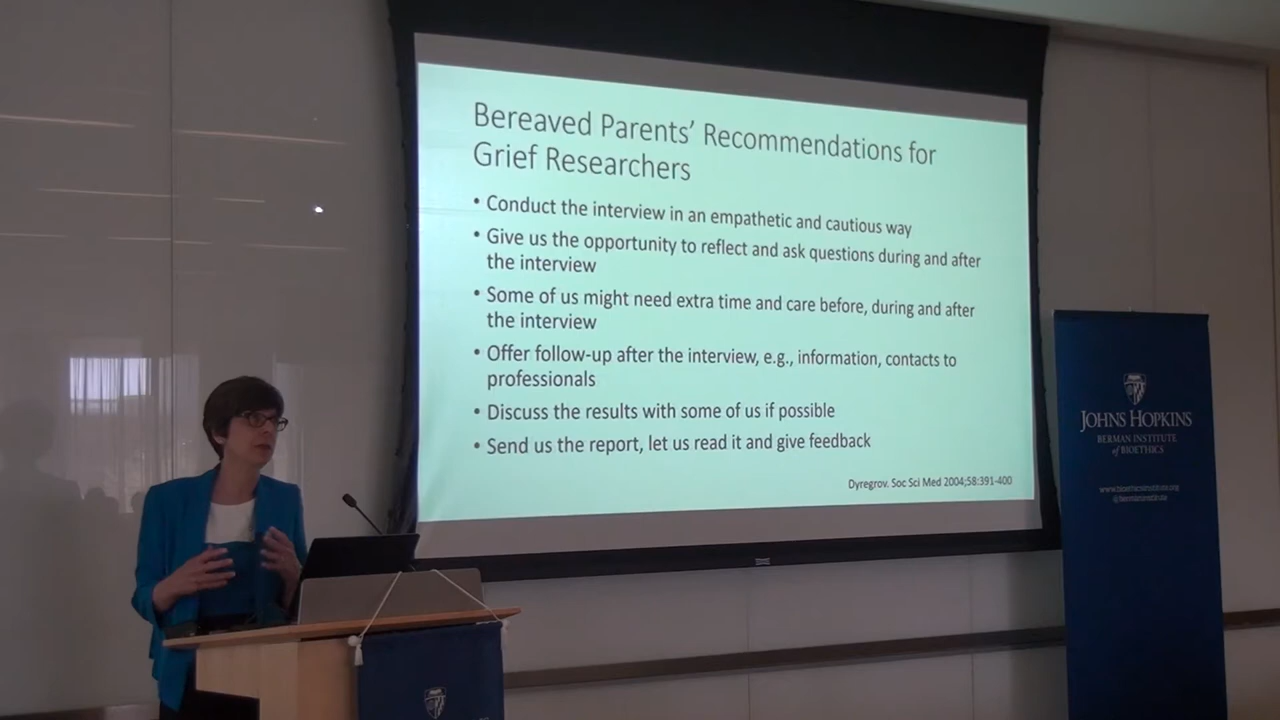 Bereaved Parents' Recommendations for
Grief Researchers
• Conduct the interview in an empathetic and cautious way
• Give us the opportunity to reflect and ask questions during and after
the interview
• Some of us might need extra time and care before, during and after
the interview
• Offer follow-up after the interview, e.g., information, contacts to
professionals
• Discuss the results with some of us if possible
• Send us the report, let us read it and give feedback
Dyregrov. Soc Sci Med 2004;58:391-400
JOHNS HOPKINS
BERMAN INSTITUTE
of BIOETHICS